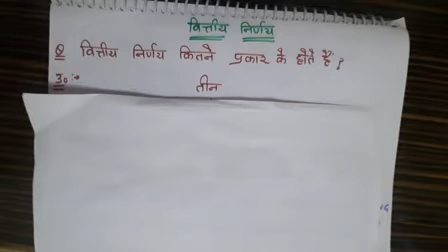 वित्तीय निर्णय
Q वित्तीय निर्णय कितने प्रकार के होते हैं ?
उ० :- तीन